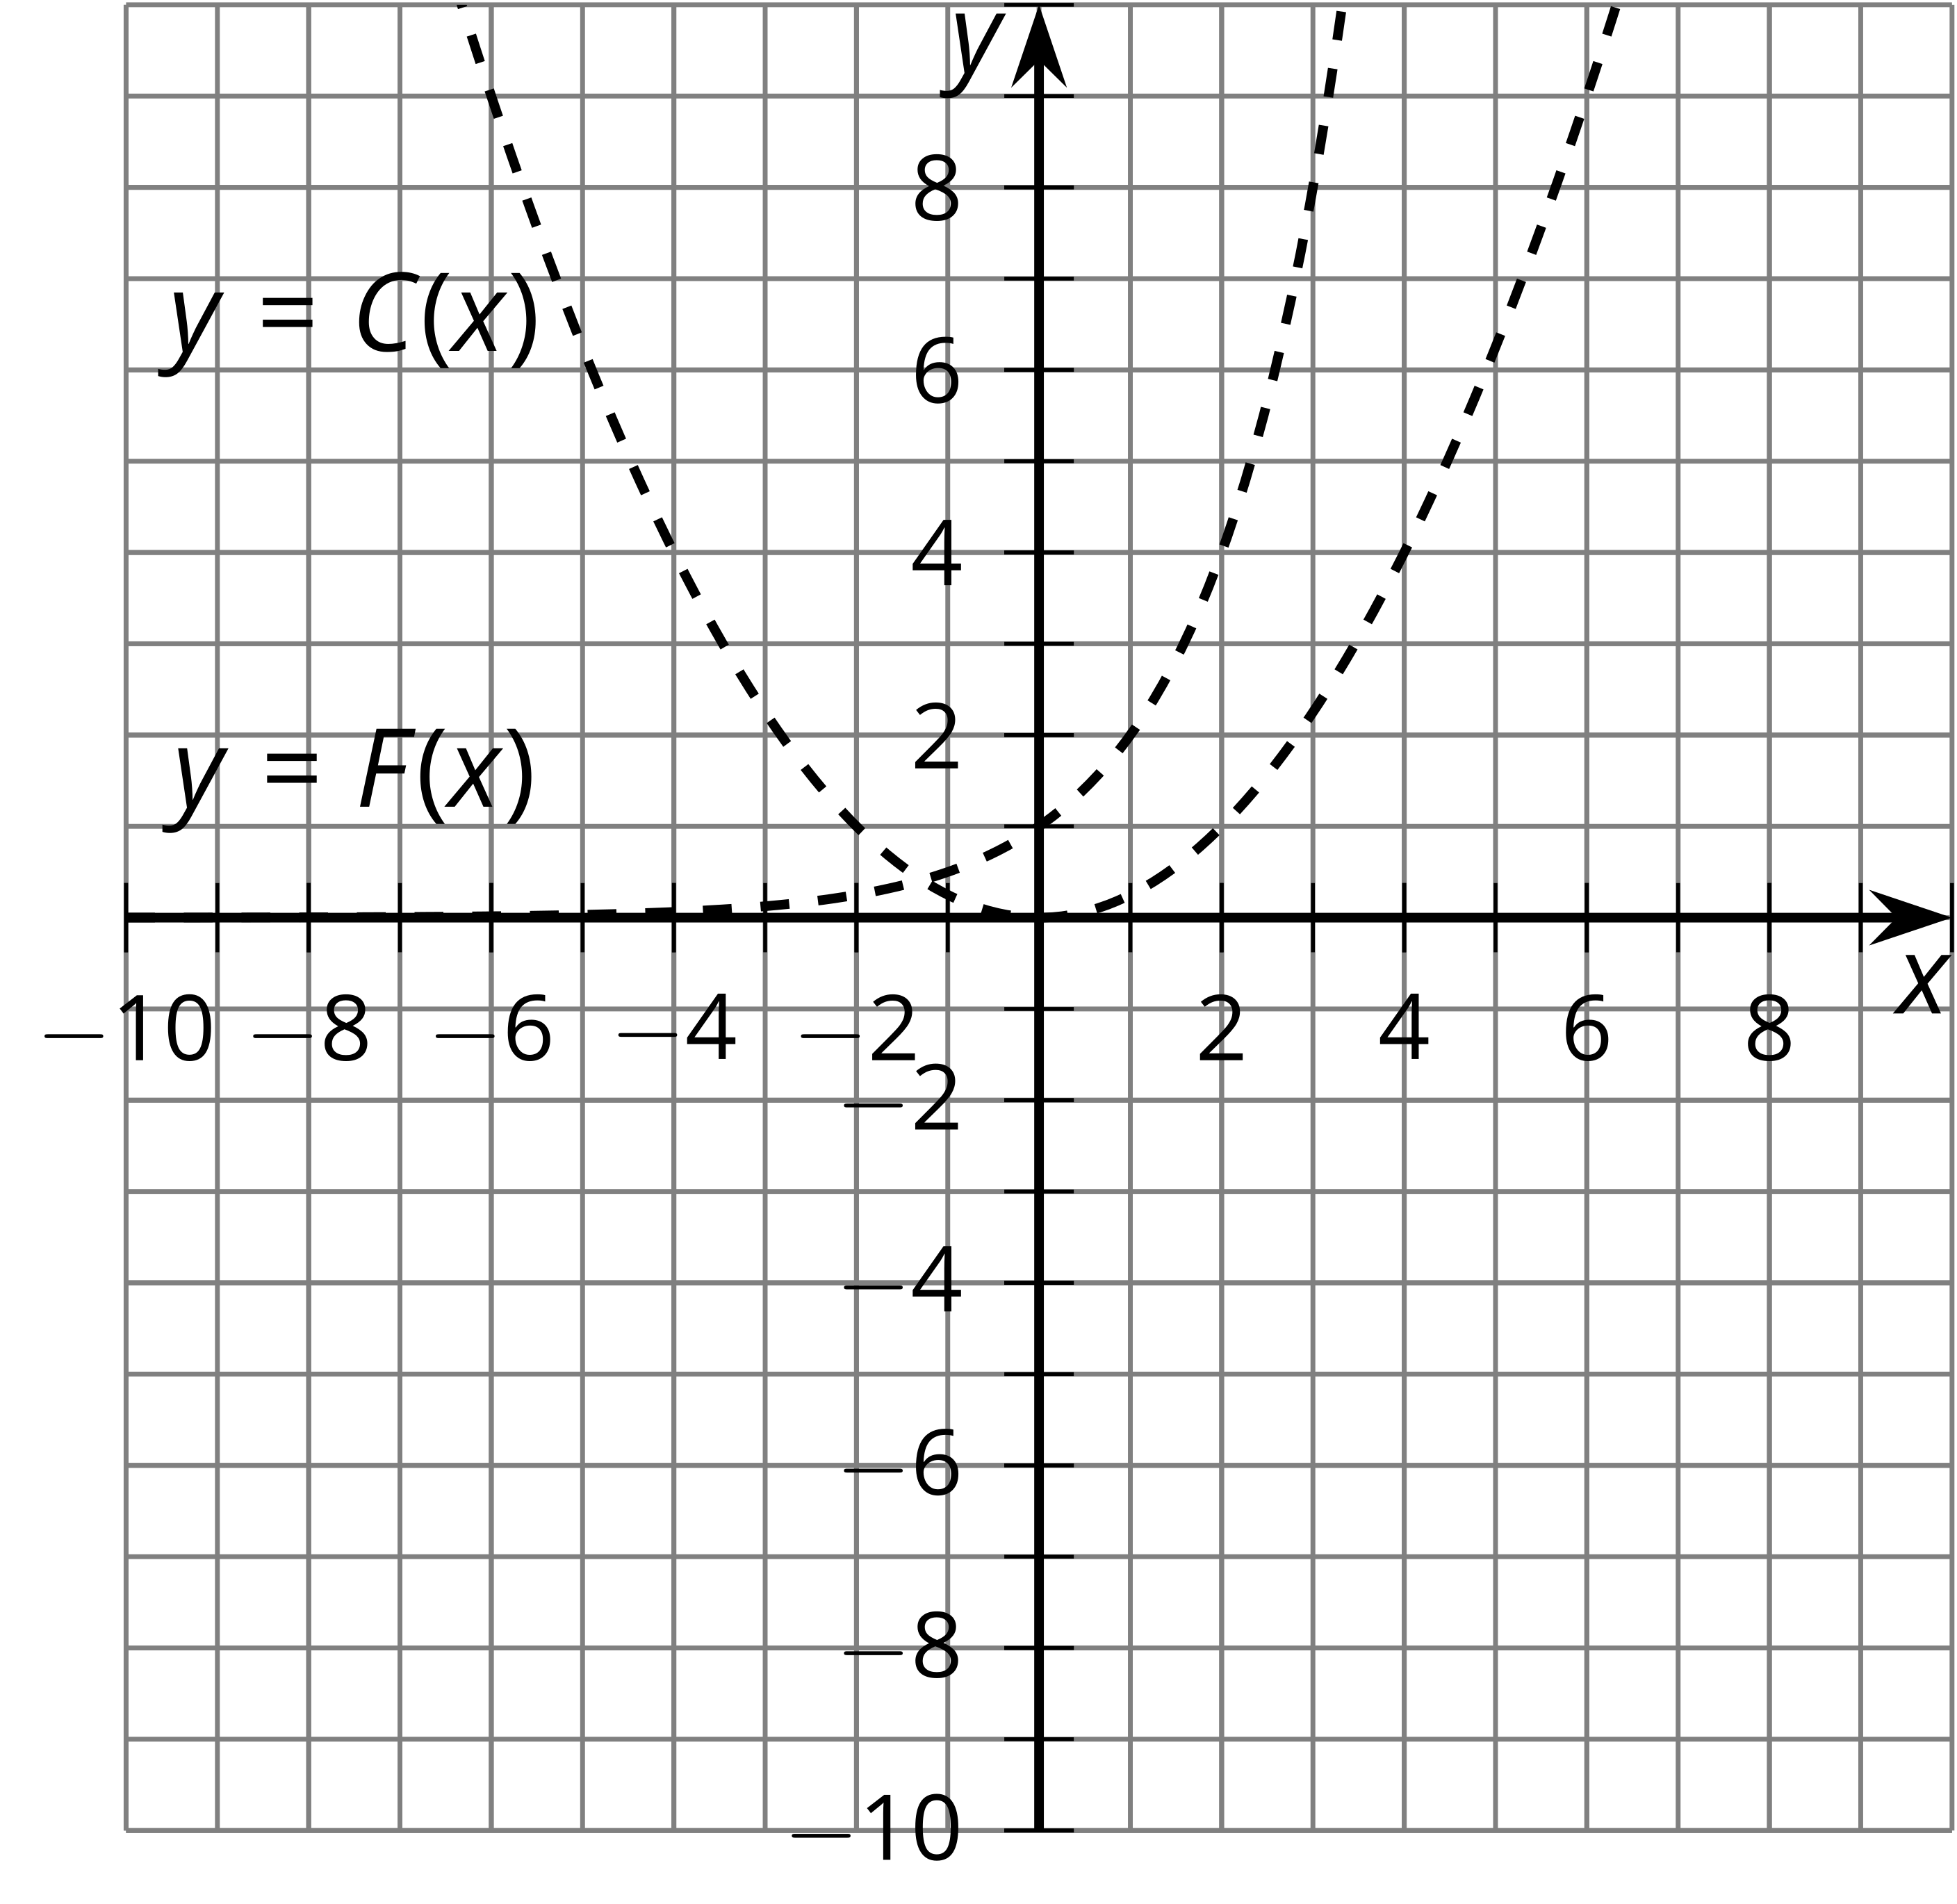 y
8
y = C(x)
6
4
2
y = F(x)
x
−10 −8 −6 −4 −2 2 4 6 8
−2
−4
−6
−8
−10